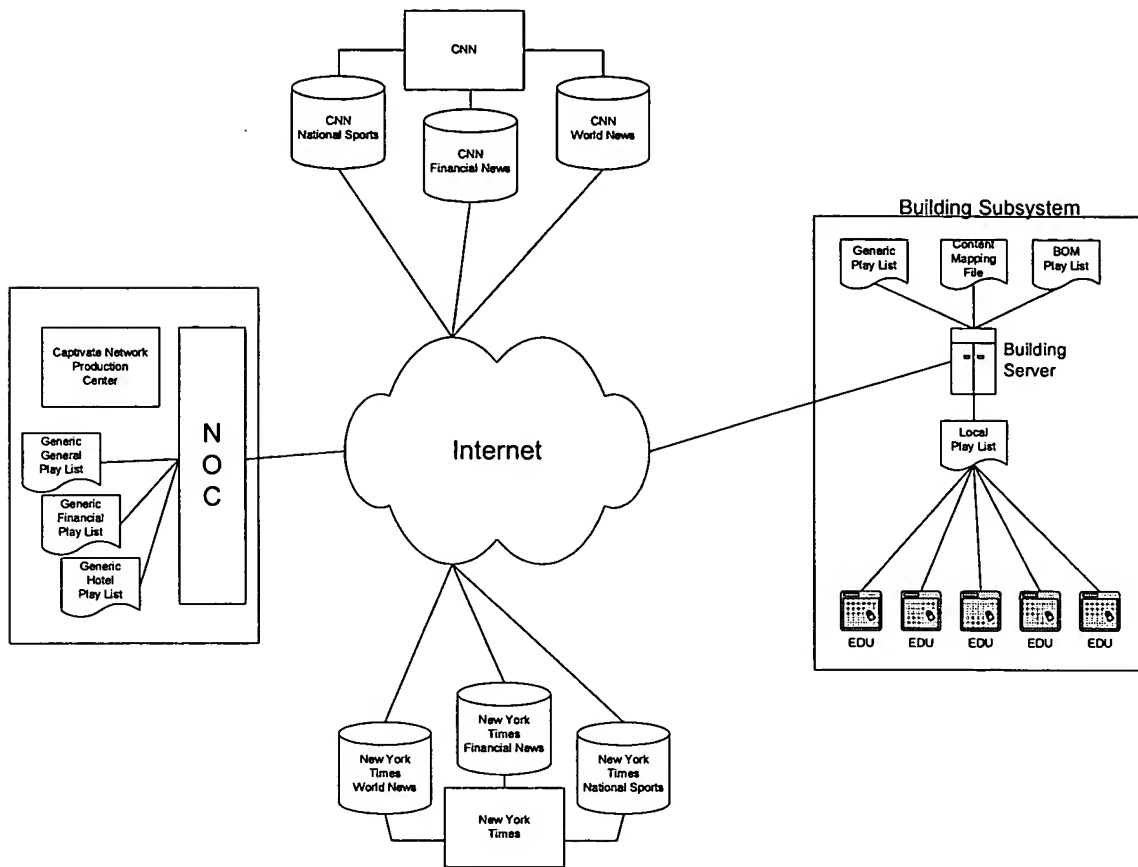 CNN
CNN
National Sports
CNN
Financial News
CNN
World News
Building Subsystem
Generic
Play List
Content
Mapping
File
BOM
Play List
Building
Server
Local
Play List
EDU
EDU
EDU
EDU
EDU
Captivate Network
Production
Center
N
O
C
Generic
General
Play List
Generic
Financial
Play List
Generic
Hotel
Play List
Internet
New York
Times
World News
New York
Times
Financial News
New York
Times
National Sports
New York
Times